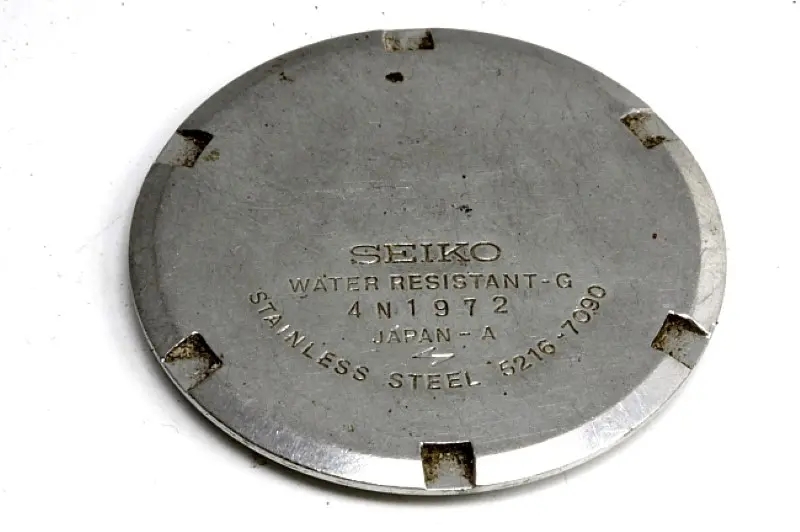 SEIKO
WATER RESISTANT-G
4N1972
JAPAN-A
STAINLESS STEEL 5216-7090